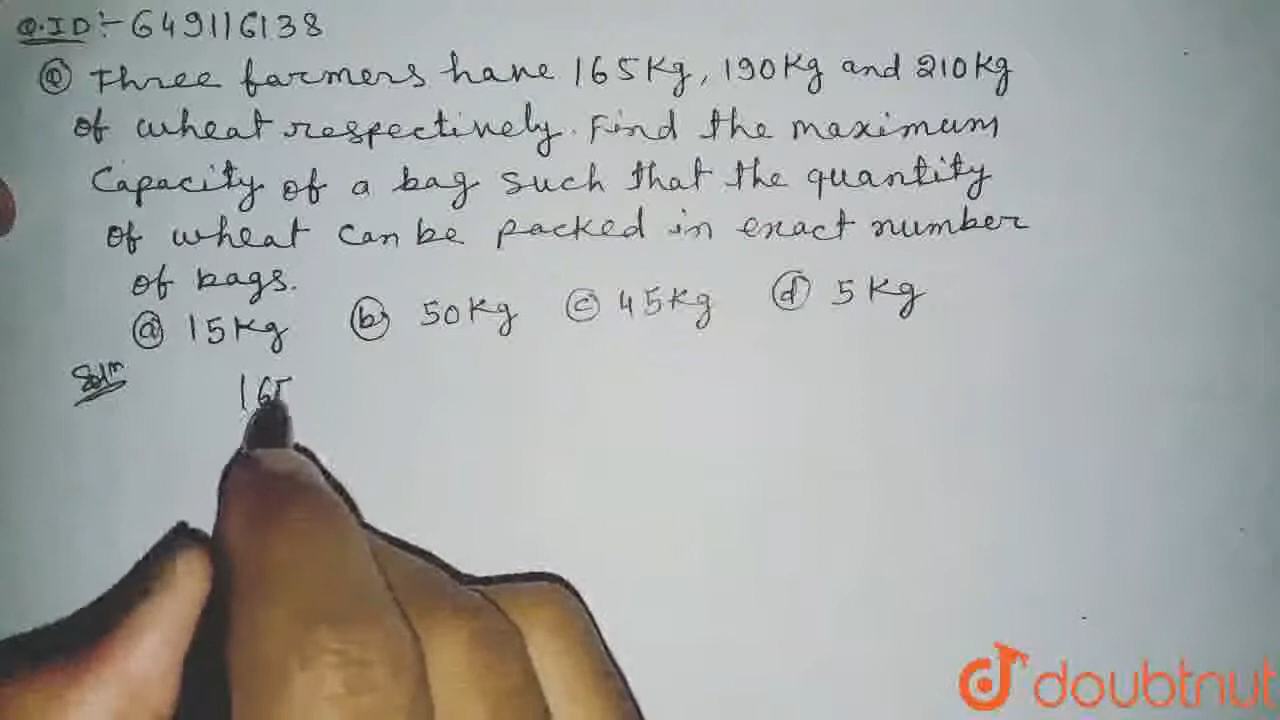 Q.ID:- 649116138
Q Three farmers have 165Kg, 190Kg and 210Kg
of wheat respectively. Find the maximum
Capacity of a bag such that the quantity
of wheat can be packed in exact number
of bags.
a 15Kg b 50Kg c 45Kg d 5Kg
Solⁿ 165
doubtnut